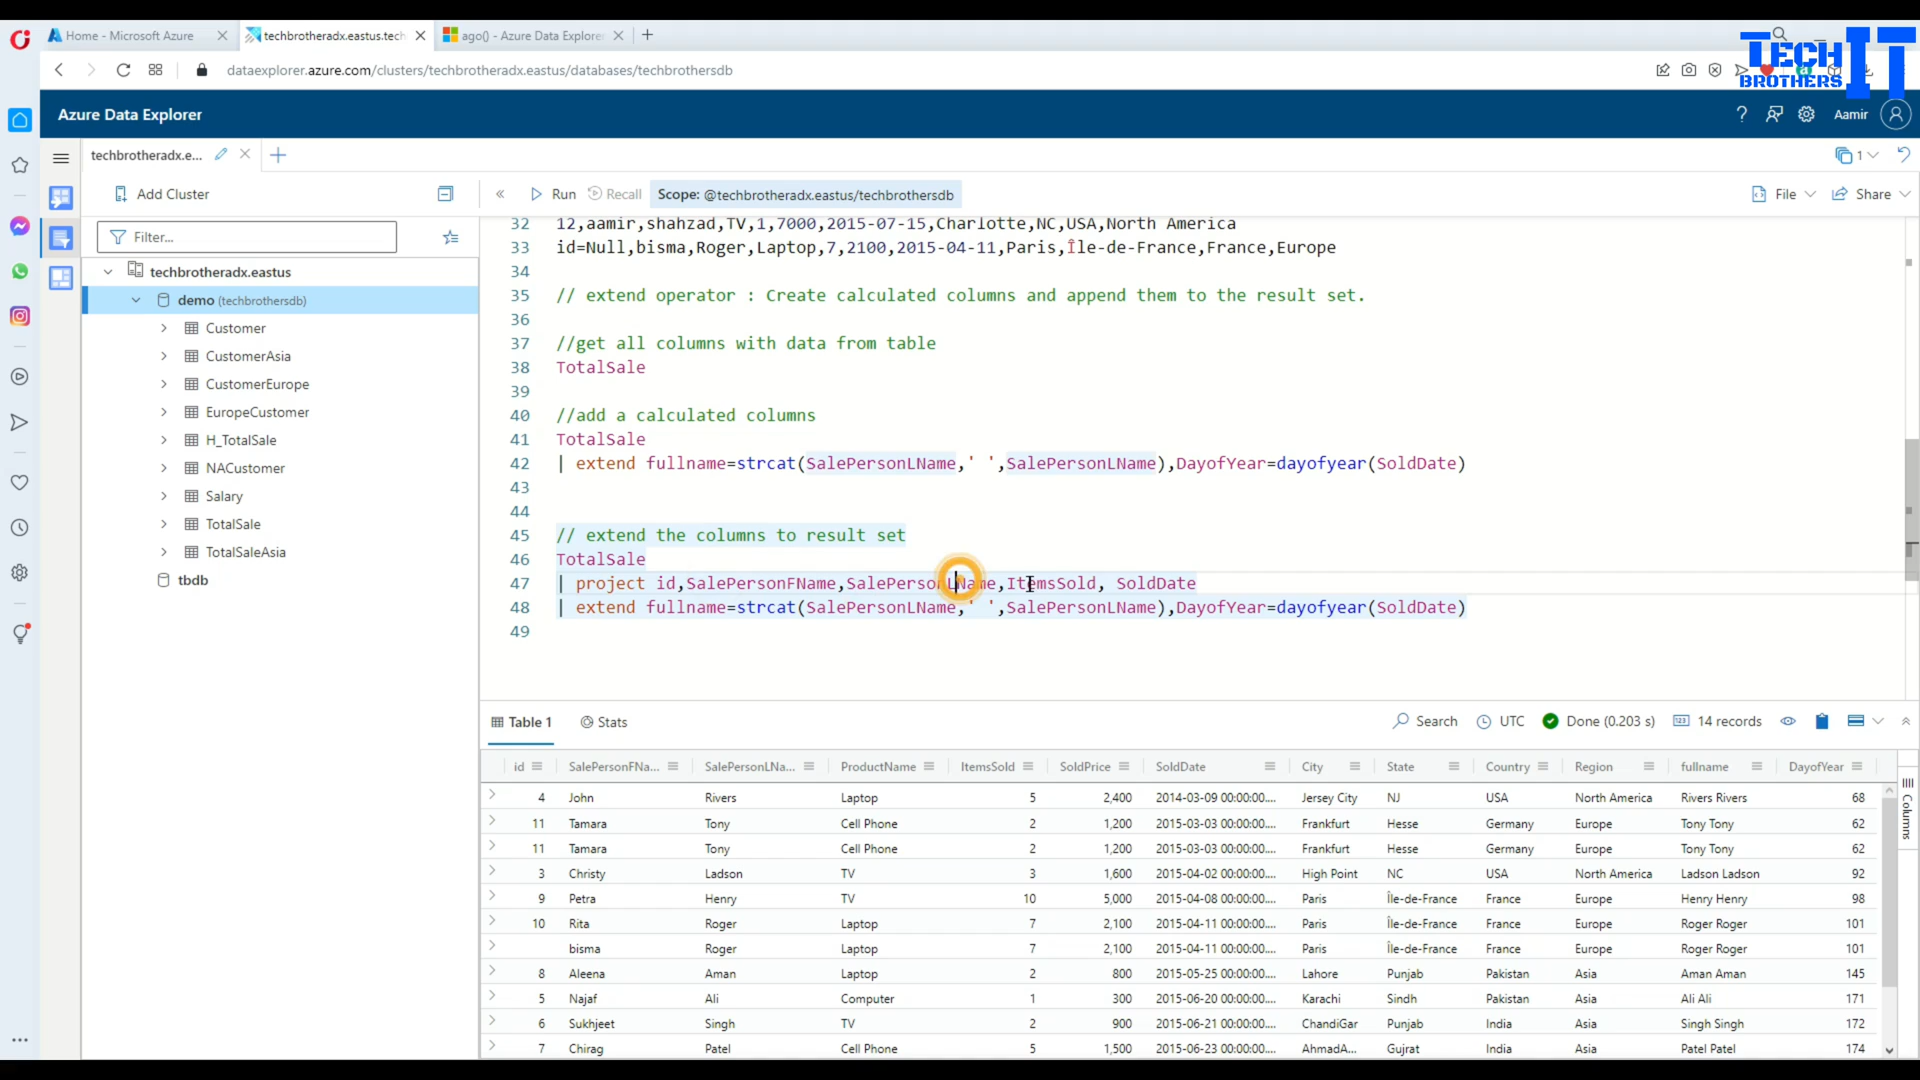 Home - Microsoft Azure
techbrotheradx.eastus.tech
ago() - Azure Data Explorer
TECH IT
BROTHERS
dataexplorer.azure.com/clusters/techbrotheradx.eastus/databases/techbrothersdb
Azure Data Explorer
? Aamir
techbrotheradx.e...
1
Add Cluster
Run Recall Scope: @techbrotheradx.eastus/techbrothersdb
File Share
Filter...
techbrotheradx.eastus
demo (techbrothersdb)
Customer
CustomerAsia
CustomerEurope
EuropeCustomer
H_TotalSale
NACustomer
Salary
TotalSale
TotalSaleAsia
tbdb
32 12,aamir,shahzad,TV,1,7000,2015-07-15,Charlotte,NC,USA,North America
33 id=Null,bisma,Roger,Laptop,7,2100,2015-04-11,Paris,Île-de-France,France,Europe
34
35 // extend operator : Create calculated columns and append them to the result set.
36
37 //get all columns with data from table
38 TotalSale
39
40 //add a calculated columns
41 TotalSale
42 | extend fullname=strcat(SalePersonLName,' ',SalePersonLName),DayofYear=dayofyear(SoldDate)
43
44
45 // extend the columns to result set
46 TotalSale
47 | project id,SalePersonFName,SalePersonLName,ItemsSold, SoldDate
48 | extend fullname=strcat(SalePersonLName,' ',SalePersonLName),DayofYear=dayofyear(SoldDate)
49
Table 1 Stats Search UTC Done (0.203 s) 14 records
id SalePersonFNa... SalePersonLNa... ProductName ItemsSold SoldPrice SoldDate City State Country Region fullname DayofYear
4 John Rivers Laptop 5 2,400 2014-03-09 00:00:00.... Jersey City NJ USA North America Rivers Rivers 68
11 Tamara Tony Cell Phone 2 1,200 2015-03-03 00:00:00.... Frankfurt Hesse Germany Europe Tony Tony 62
11 Tamara Tony Cell Phone 2 1,200 2015-03-03 00:00:00.... Frankfurt Hesse Germany Europe Tony Tony 62
3 Christy Ladson TV 3 1,600 2015-04-02 00:00:00.... High Point NC USA North America Ladson Ladson 92
9 Petra Henry TV 10 5,000 2015-04-08 00:00:00.... Paris Île-de-France France Europe Henry Henry 98
10 Rita Roger Laptop 7 2,100 2015-04-11 00:00:00.... Paris Île-de-France France Europe Roger Roger 101
bisma Roger Laptop 7 2,100 2015-04-11 00:00:00.... Paris Île-de-France France Europe Roger Roger 101
8 Aleena Aman Laptop 2 800 2015-05-25 00:00:00.... Lahore Punjab Pakistan Asia Aman Aman 145
5 Najaf Ali Computer 1 300 2015-06-20 00:00:00.... Karachi Sindh Pakistan Asia Ali Ali 171
6 Sukhjeet Singh TV 2 900 2015-06-21 00:00:00.... ChandiGar Punjab India Asia Singh Singh 172
7 Chirag Patel Cell Phone 5 1,500 2015-06-23 00:00:00.... AhmadA... Gujrat India Asia Patel Patel 174
Columns